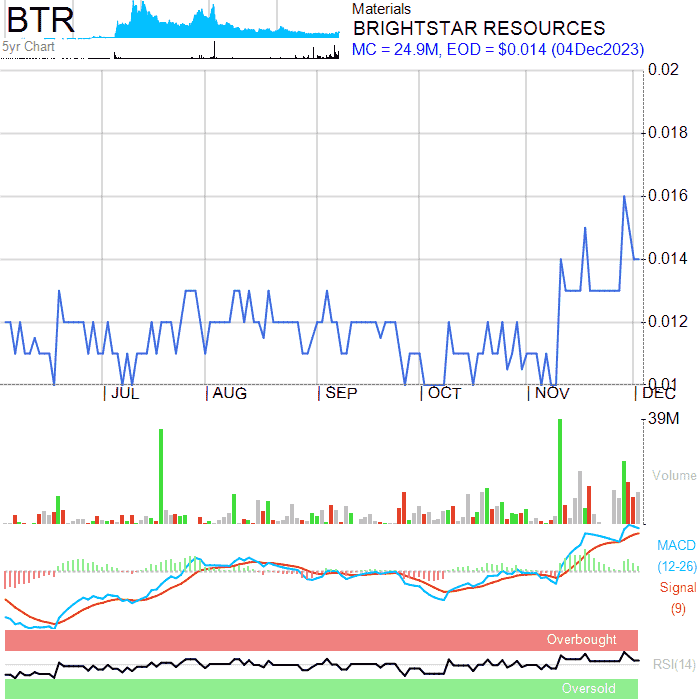 BTR
5yr Chart
Materials
BRIGHTSTAR RESOURCES
MC = 24.9M, EOD = $0.014 (04Dec2023)
0.02
0.018
0.016
0.014
0.012
0.01
JUL AUG SEP OCT NOV DEC
39M
Volume
MACD
(12-26)
Signal
(9)
Overbought
RSI(14)
Oversold